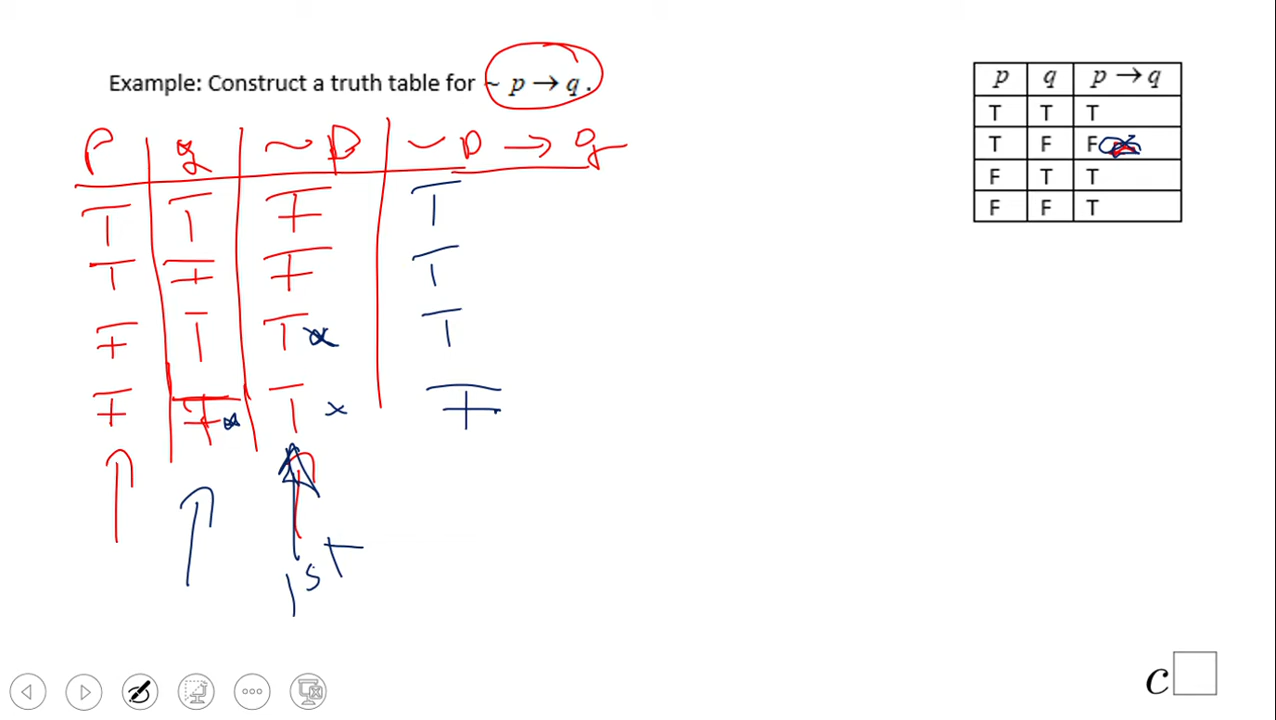 Example: Construct a truth table for ~ p → q .
p q p → q
T T T
T F F
F T T
F F T
P q ~ P ~ P → q
T T F T
T F F T
F T T T
F F T F
1ST
c